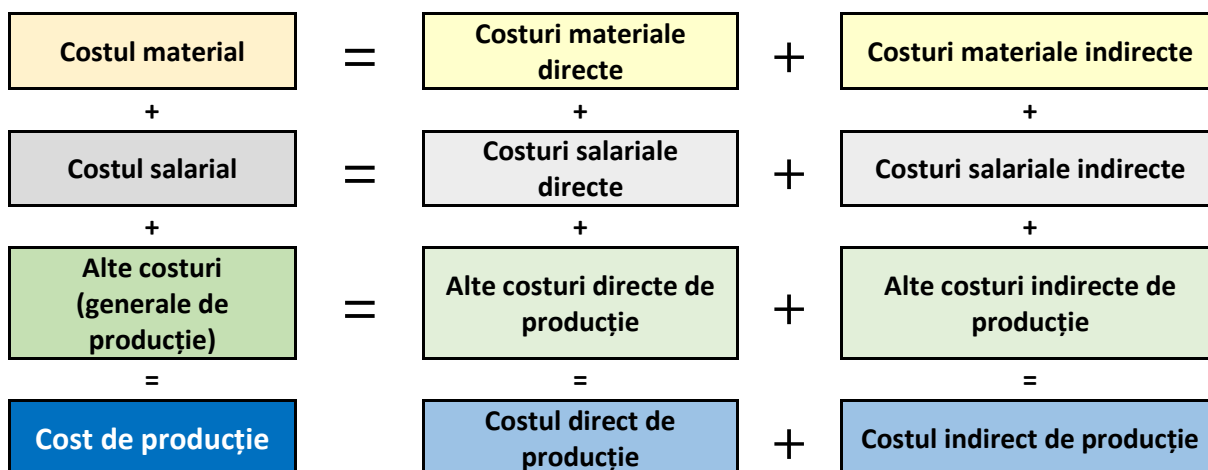 Costul material
=
Costuri materiale
directe
+
Costuri materiale indirecte
+
+
+
Costul salarial
=
Costuri salariale
directe
+
Costuri salariale indirecte
+
+
+
Alte costuri
(generale de
producție)
=
Alte costuri directe de
producție
+
Alte costuri indirecte de
producție
=
=
=
Cost de producție
Costul direct de
producție
+
Costul indirect de producție